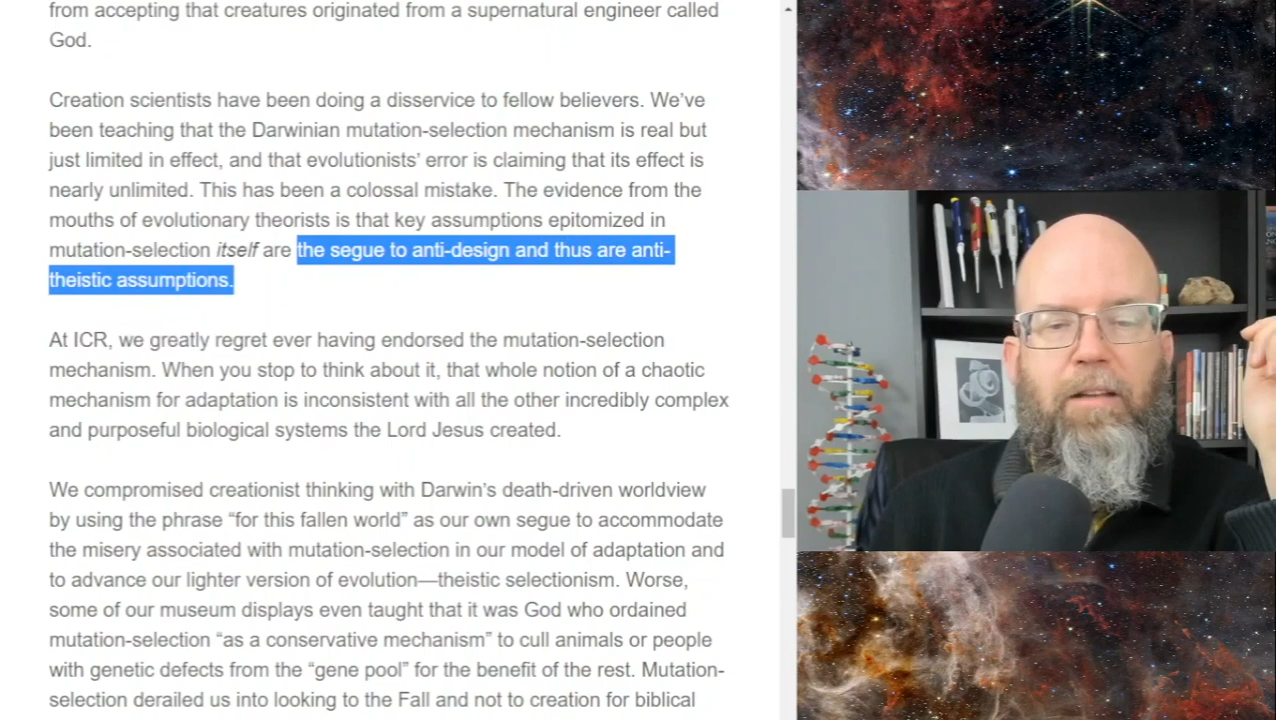 from accepting that creatures originated from a supernatural engineer called
God.
Creation scientists have been doing a disservice to fellow believers. We’ve
been teaching that the Darwinian mutation-selection mechanism is real but
just limited in effect, and that evolutionists’ error is claiming that its effect is
nearly unlimited. This has been a colossal mistake. The evidence from the
mouths of evolutionary theorists is that key assumptions epitomized in
mutation-selection itself are the segue to anti-design and thus are anti-
theistic assumptions.
At ICR, we greatly regret ever having endorsed the mutation-selection
mechanism. When you stop to think about it, that whole notion of a chaotic
mechanism for adaptation is inconsistent with all the other incredibly complex
and purposeful biological systems the Lord Jesus created.
We compromised creationist thinking with Darwin’s death-driven worldview
by using the phrase “for this fallen world” as our own segue to accommodate
the misery associated with mutation-selection in our model of adaptation and
to advance our lighter version of evolution—theistic selectionism. Worse,
some of our museum displays even taught that it was God who ordained
mutation-selection “as a conservative mechanism” to cull animals or people
with genetic defects from the “gene pool” for the benefit of the rest. Mutation-
selection derailed us into looking to the Fall and not to creation for biblical